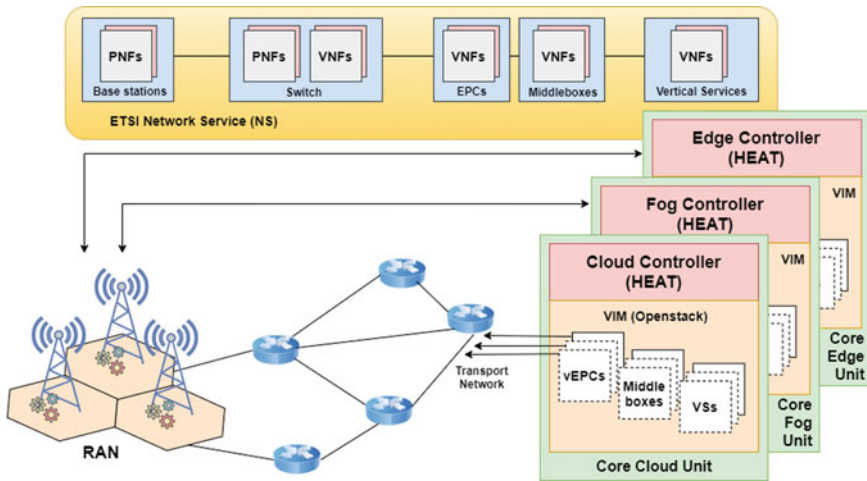 PNFs
PNFs
VNFs
VNFs
VNFs
VNFs
Base stations
Switch
EPCs
Middleboxes
Vertical Services
ETSI Network Service (NS)
Edge Controller
(HEAT)
VIM
Fog Controller
(HEAT)
VIM
Cloud Controller
(HEAT)
VIM (Openstack)
vEPCs
Middle
boxes
VSs
Transport
Network
RAN
Core Cloud Unit
Core
Fog
Unit
Core
Edge
Unit